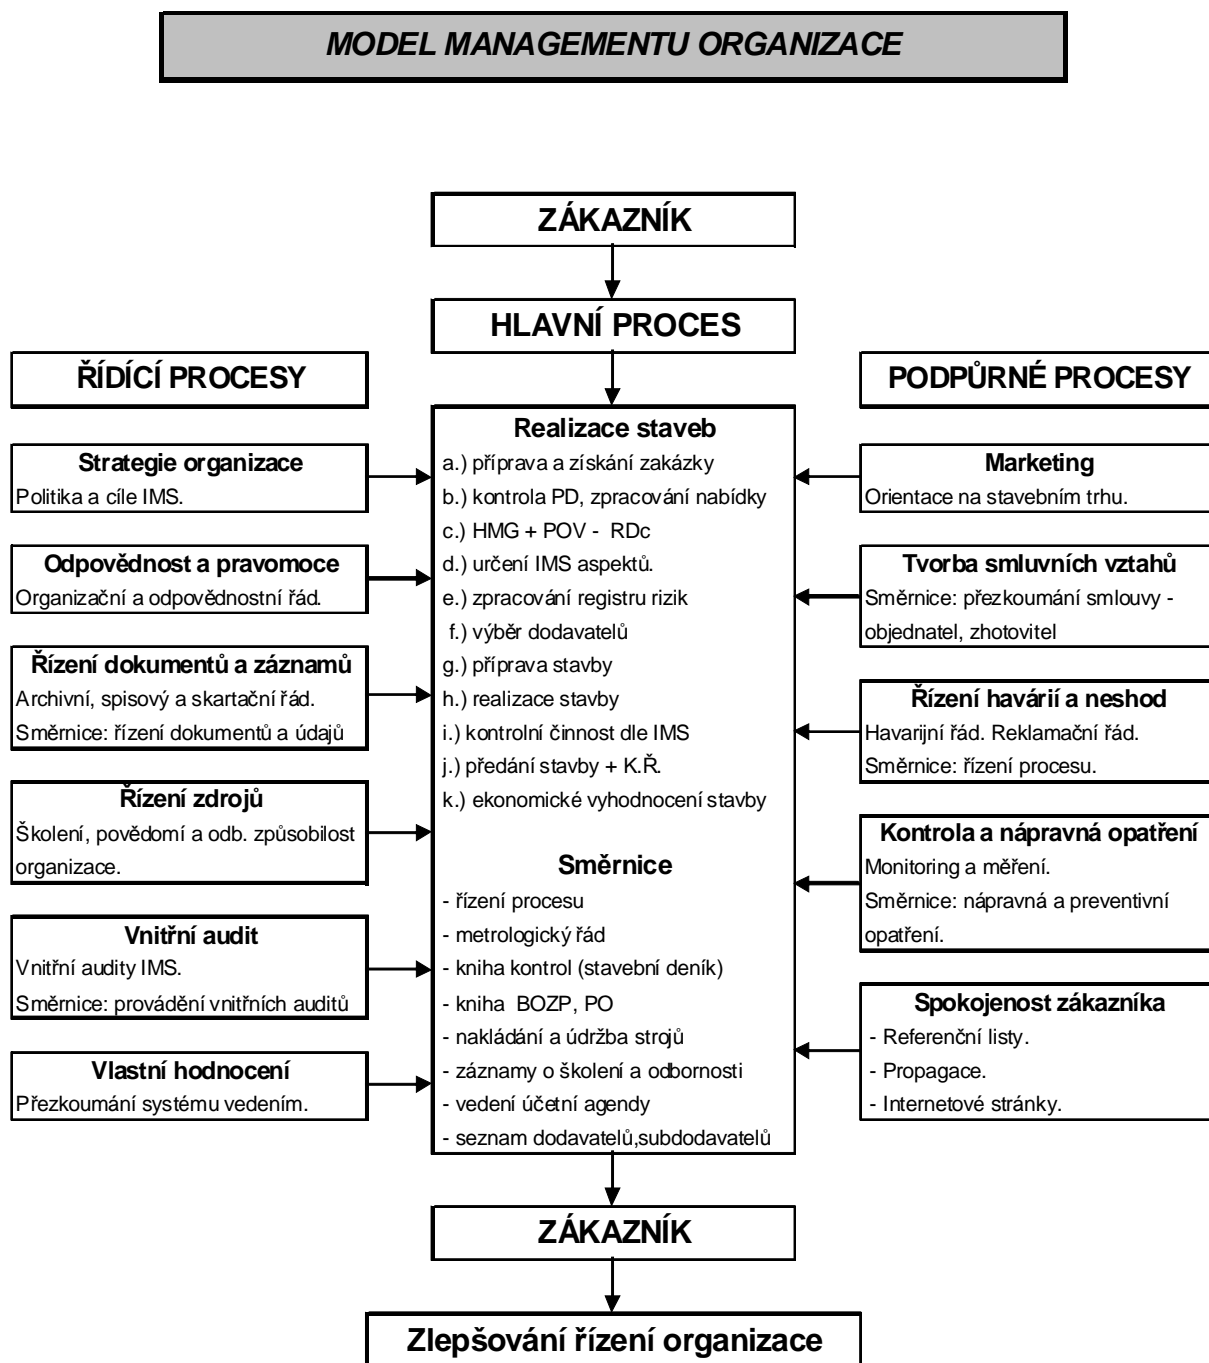 MODEL MANAGEMENTU ORGANIZACE
ZÁKAZNÍK
HLAVNÍ PROCES
ŘÍDÍCÍ PROCESY
Strategie organizace
Politika a cíle IMS.
Odpovědnost a pravomoce
Organizační a odpovědnostní řád.
Řízení dokumentů a záznamů
Archivní, spisový a skartační řád.
Směrnice: řízení dokumentů a údajů
Řízení zdrojů
Školení, povědomí a odb. způsobilost
organizace.
Vnitřní audit
Vnitřní audity IMS.
Směrnice: provádění vnitřních auditů
Vlastní hodnocení
Přezkoumání systému vedením.
Realizace staveb
a.) příprava a získání zakázky
b.) kontrola PD, zpracování nabídky
c.) HMG + POV - RDc
d.) určení IMS aspektů.
e.) zpracování registru rizik
f.) výběr dodavatelů
g.) příprava stavby
h.) realizace stavby
i.) kontrolní činnost dle IMS
j.) předání stavby + K.Ř.
k.) ekonomické vyhodnocení stavby
Směrnice
- řízení procesu
- metrologický řád
- kniha kontrol (stavební deník)
- kniha BOZP, PO
- nakládání a údržba strojů
- záznamy o školení a odbornosti
- vedení účetní agendy
- seznam dodavatelů,subdodavatelů
PODPŮRNÉ PROCESY
Marketing
Orientace na stavebním trhu.
Tvorba smluvních vztahů
Směrnice: přezkoumání smlouvy -
objednatel, zhotovitel
Řízení havárií a neshod
Havarijní řád. Reklamační řád.
Směrnice: řízení procesu.
Kontrola a nápravná opatření
Monitoring a měření.
Směrnice: nápravná a preventivní
opatření.
Spokojenost zákazníka
- Referenční listy.
- Propagace.
- Internetové stránky.
ZÁKAZNÍK
Zlepšování řízení organizace